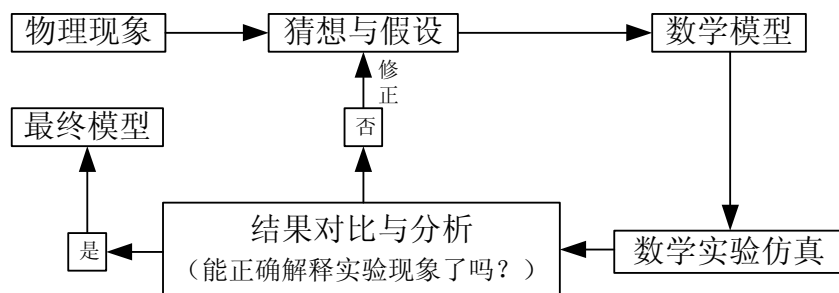 物理现象
猜想与假设
数学模型
修
正
最终模型
否
结果对比与分析
（能正确解释实验现象了吗？）
是
数学实验仿真